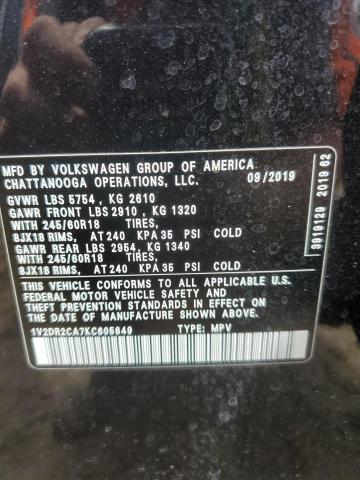 MFD BY VOLKSWAGEN GROUP OF AMERICA
CHATTANOOGA OPERATIONS, LLC. 09/2019
GVWR LBS 5754 , KG 2610
GAWR FRONT LBS 2910 , KG 1320
WITH 245/60R18 TIRES,
8JX18 RIMS, AT 240 KPA 35 PSI COLD
GAWR REAR LBS 2954, KG 1340
WITH 245/60R18 TIRES,
8JX18 RIMS, AT 240 KPA 35 PSI COLD
THIS VEHICLE CONFORMS TO ALL APPLICABLE U.S.
FEDERAL MOTOR VEHICLE SAFETY AND
THEFT PREVENTION STANDARDS IN EFFECT ON
THE DATE OF MANUFACTURE SHOWN ABOVE.
1V2DR2CA7KC605849 TYPE: MPV
9919129 2019 62